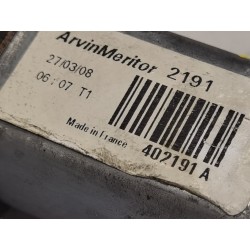 ArvinMeritor 2191
27/03/08
06:07 T1
Made in France
402191 A